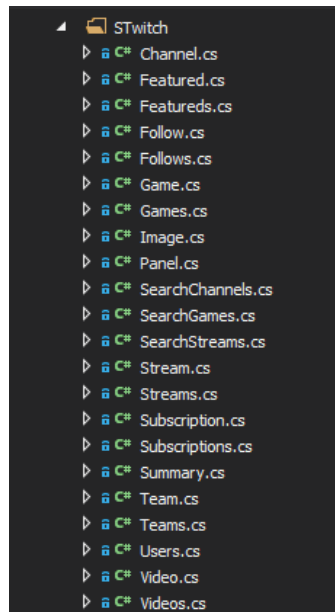 STwitch
C# Channel.cs
C# Featured.cs
C# Featureds.cs
C# Follow.cs
C# Follows.cs
C# Game.cs
C# Games.cs
C# Image.cs
C# Panel.cs
C# SearchChannels.cs
C# SearchGames.cs
C# SearchStreams.cs
C# Stream.cs
C# Streams.cs
C# Subscription.cs
C# Subscriptions.cs
C# Summary.cs
C# Team.cs
C# Teams.cs
C# Users.cs
C# Video.cs
C# Videos.cs